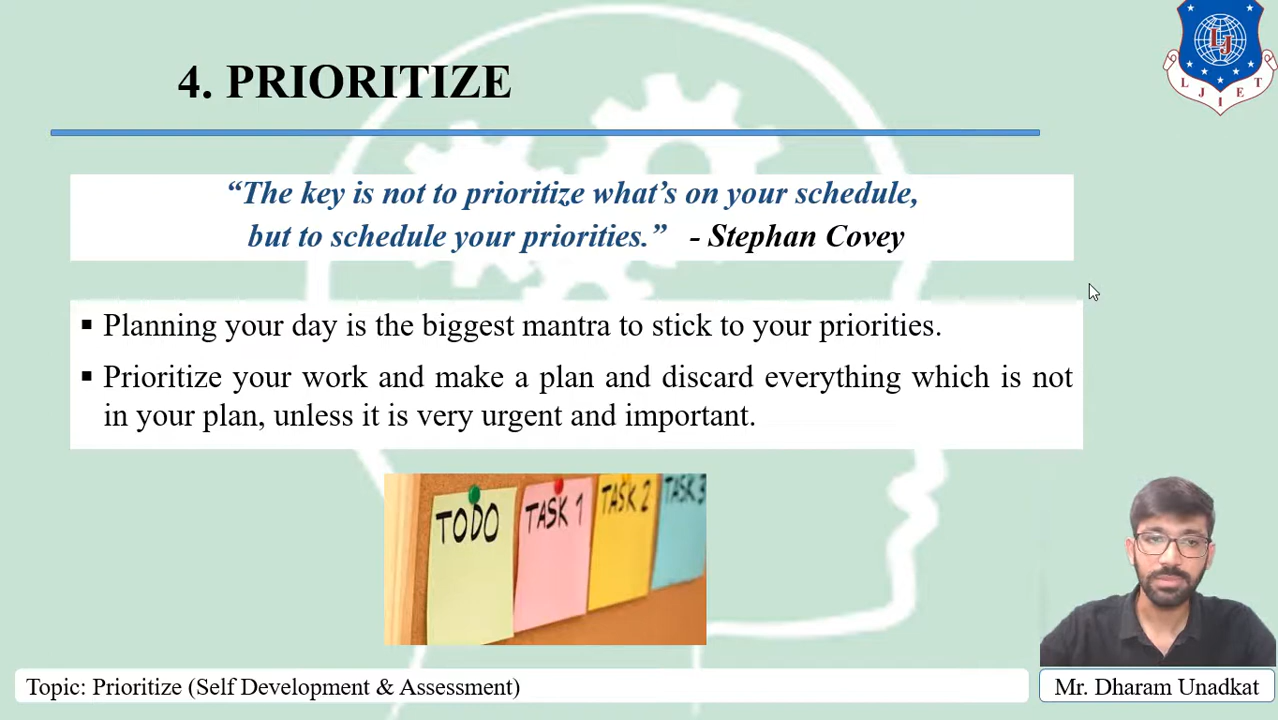 4. PRIORITIZE
LJ
L J I E T
“The key is not to prioritize what’s on your schedule,
but to schedule your priorities.” - Stephan Covey
▪ Planning your day is the biggest mantra to stick to your priorities.
▪ Prioritize your work and make a plan and discard everything which is not
in your plan, unless it is very urgent and important.
TODO
TASK 1
TASK 2
TASK 3
Topic: Prioritize (Self Development & Assessment)
Mr. Dharam Unadkat